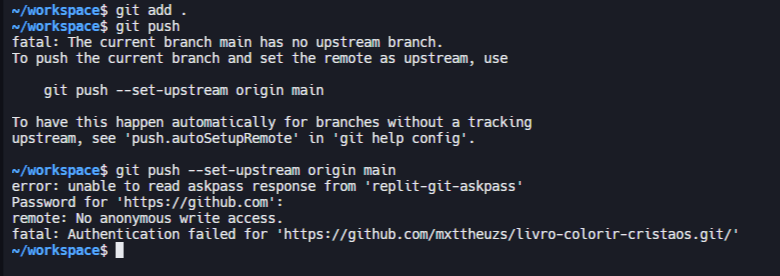 ~/workspace$ git add .
~/workspace$ git push
fatal: The current branch main has no upstream branch.
To push the current branch and set the remote as upstream, use
    git push --set-upstream origin main
To have this happen automatically for branches without a tracking
upstream, see 'push.autoSetupRemote' in 'git help config'.
~/workspace$ git push --set-upstream origin main
error: unable to read askpass response from 'replit-git-askpass'
Password for 'https://github.com':
remote: No anonymous write access.
fatal: Authentication failed for 'https://github.com/mxttheuzs/livro-colorir-cristaos.git/'
~/workspace$